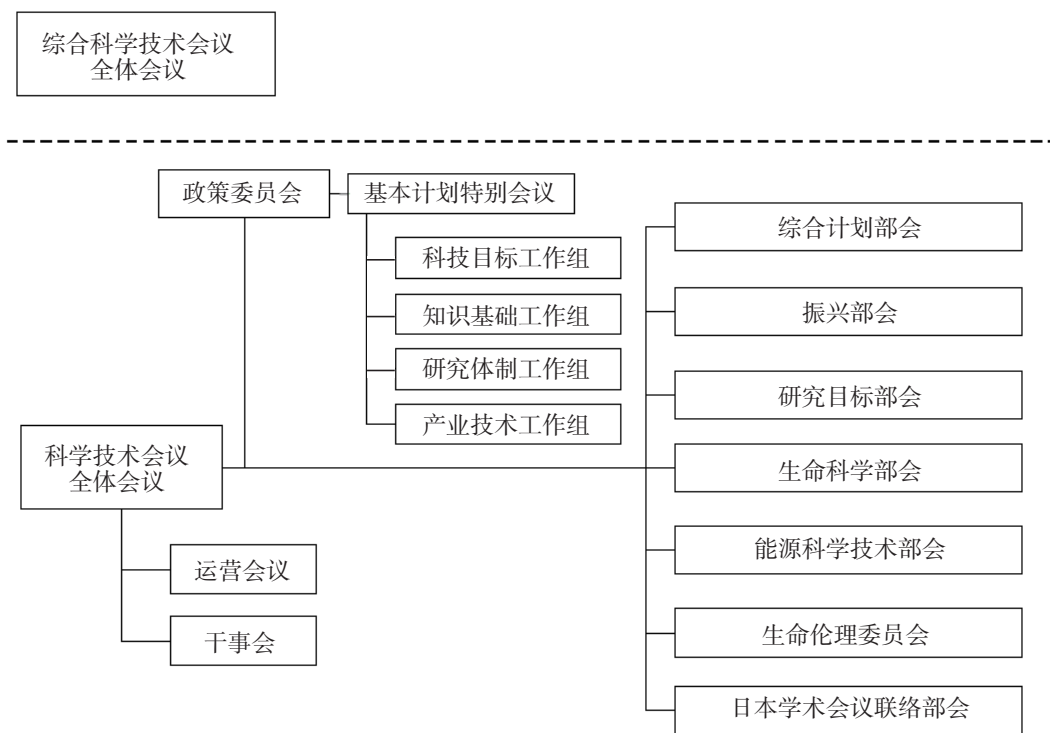 综合科学技术会议
全体会议
政策委员会
基本计划特别会议
科技目标工作组
知识基础工作组
研究体制工作组
产业技术工作组
科学技术会议
全体会议
运营会议
干事会
综合计划部会
振兴部会
研究目标部会
生命科学部会
能源科学技术部会
生命伦理委员会
日本学术会议联络部会